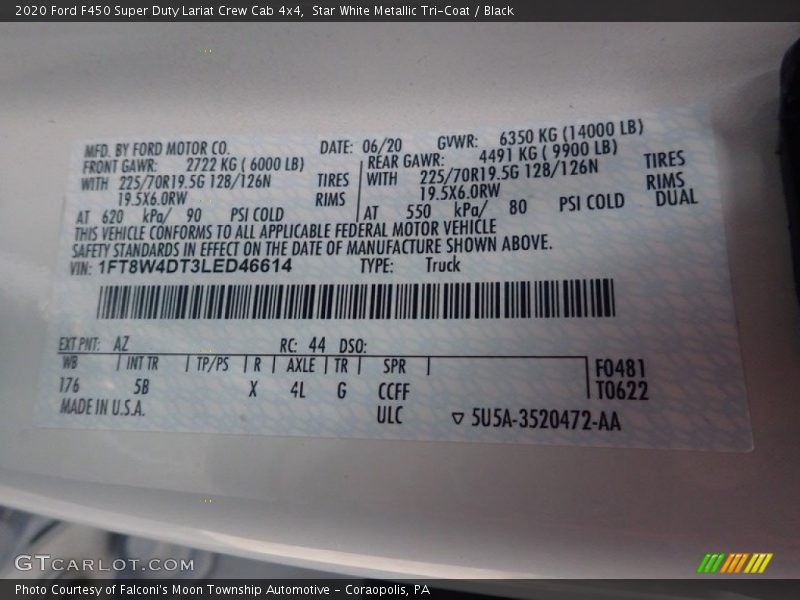 2020 Ford F450 Super Duty Lariat Crew Cab 4x4, Star White Metallic Tri-Coat / Black
MFD. BY FORD MOTOR CO. DATE: 06/20 GVWR: 6350 KG (14000 LB)
FRONT GAWR: 2722 KG ( 6000 LB) REAR GAWR: 4491 KG ( 9900 LB)
WITH 225/70R19.5G 128/126N TIRES WITH 225/70R19.5G 128/126N TIRES
19.5X6.0RW RIMS 19.5X6.0RW RIMS
AT 620 kPa/ 90 PSI COLD AT 550 kPa/ 80 PSI COLD DUAL
THIS VEHICLE CONFORMS TO ALL APPLICABLE FEDERAL MOTOR VEHICLE
SAFETY STANDARDS IN EFFECT ON THE DATE OF MANUFACTURE SHOWN ABOVE.
VIN: 1FT8W4DT3LED46614 TYPE: Truck
EXT PNT: AZ RC: 44 DSO:
WB INT TR TP/PS R AXLE TR SPR F0481
176 5B X 4L G CCFF T0622
MADE IN U.S.A. ULC ▽ 5U5A-3520472-AA
GTCARLOT.COM
Photo Courtesy of Falconi's Moon Township Automotive - Coraopolis, PA